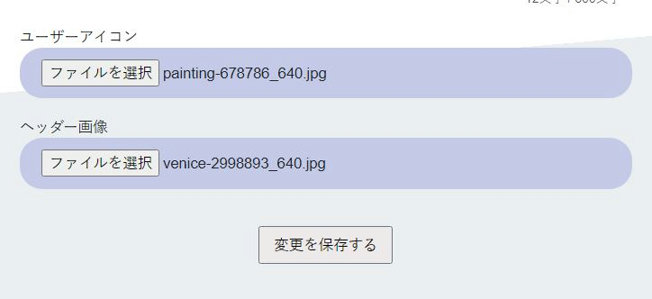 ユーザーアイコン
ファイルを選択 painting-678786_640.jpg
ヘッダー画像
ファイルを選択 venice-2998893_640.jpg
変更を保存する